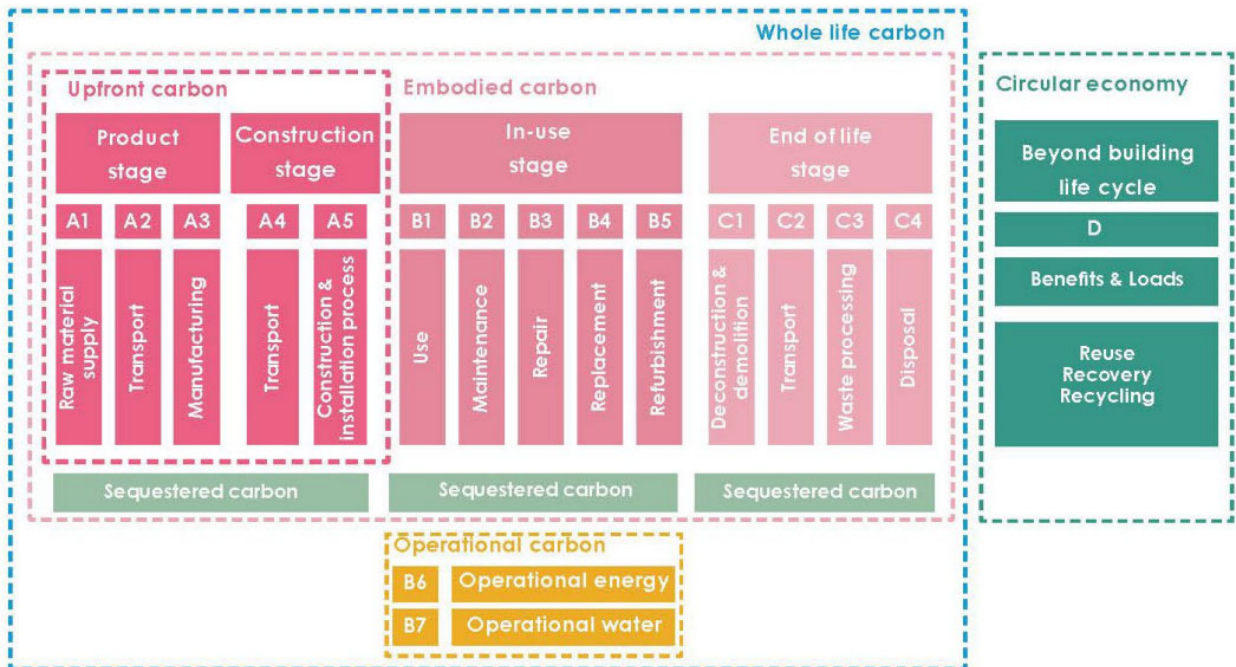 Whole life carbon
Upfront carbon
Embodied carbon
Circular economy
Product
stage
Construction
stage
In-use
stage
End of life
stage
Beyond building
life cycle
A1
A2
A3
A4
A5
B1
B2
B3
B4
B5
C1
C2
C3
C4
D
Raw material
supply
Transport
Manufacturing
Transport
Construction &
installation process
Use
Maintenance
Repair
Replacement
Refurbishment
Deconstruction &
demolition
Transport
Waste processing
Disposal
Benefits & Loads
Reuse
Recovery
Recycling
Sequestered carbon
Sequestered carbon
Sequestered carbon
Operational carbon
B6
Operational energy
B7
Operational water